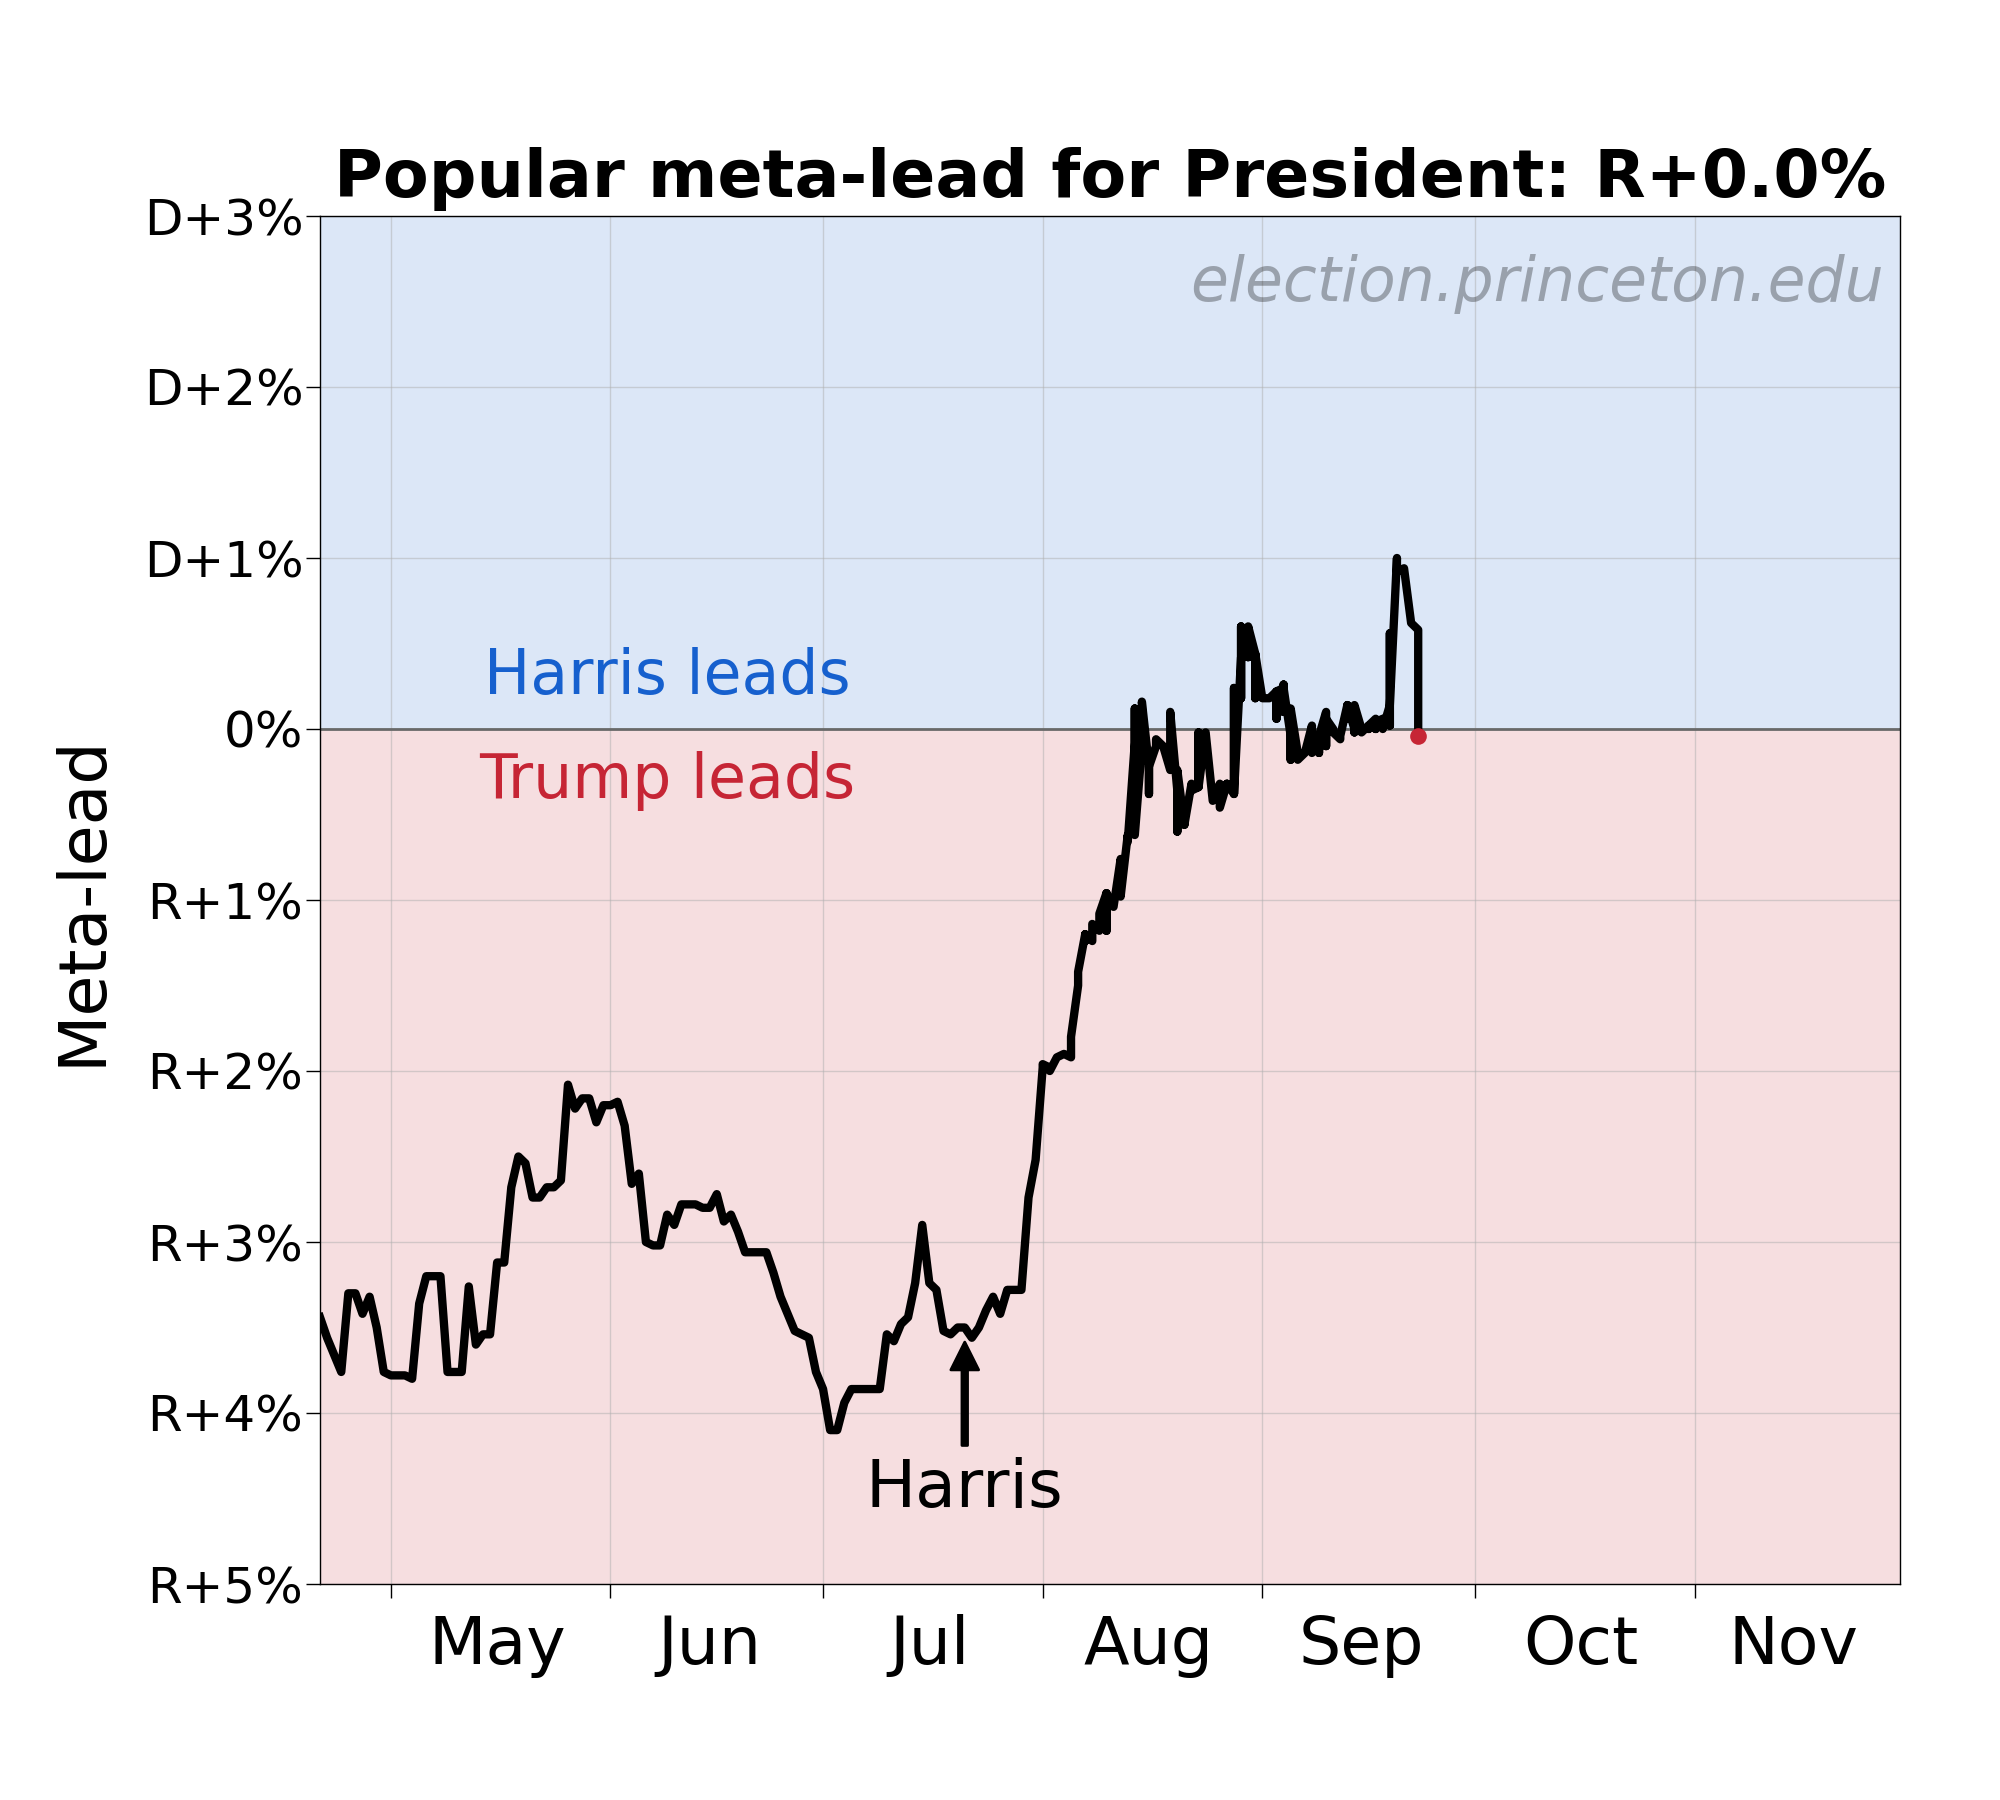 Popular meta-lead for President: R+0.0%
election.princeton.edu
Meta-lead
D+3%
D+2%
D+1%
0%
R+1%
R+2%
R+3%
R+4%
R+5%
Harris leads
Trump leads
Harris
May Jun Jul Aug Sep Oct Nov